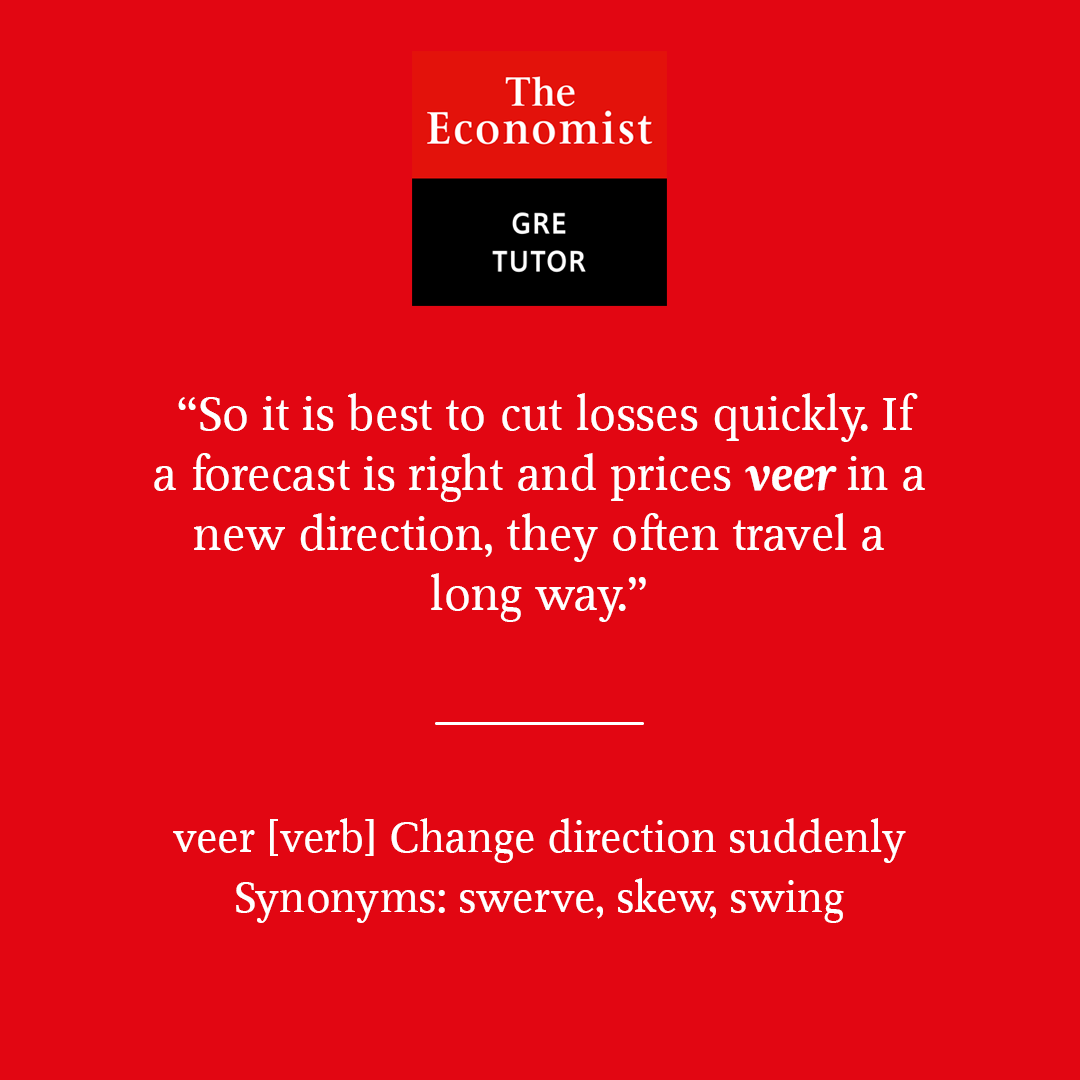 The
Economist
GRE
TUTOR
“So it is best to cut losses quickly. If
a forecast is right and prices veer in a
new direction, they often travel a
long way.”
veer [verb] Change direction suddenly
Synonyms: swerve, skew, swing